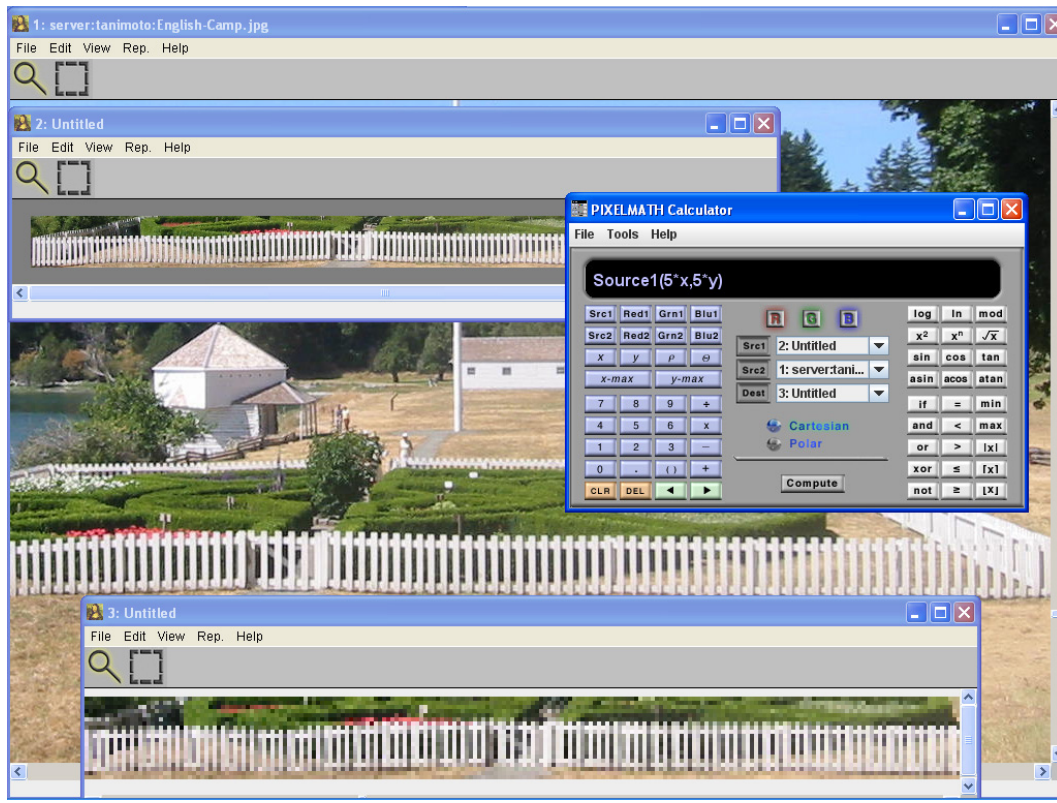 1: server:tanimoto:English-Camp.jpg
File Edit View Rep. Help
2: Untitled
File Edit View Rep. Help
PIXELMATH Calculator
File Tools Help
Source1(5*x,5*y)
Src1 Red1 Grn1 Blu1
R G B
log ln mod
Src2 Red2 Grn2 Blu2
Src1 2: Untitled
x² xⁿ √x
x y ρ Θ
Src2 1: server:tani...
sin cos tan
x-max y-max
Dest 3: Untitled
asin acos atan
7 8 9 ÷
if = min
4 5 6 x
Cartesian
and < max
1 2 3 −
Polar
or > |x|
0 . ( ) +
xor ≤ ⌈x⌉
CLR DEL ◄ ►
Compute
not ≥ ⌊X⌋
3: Untitled
File Edit View Rep. Help